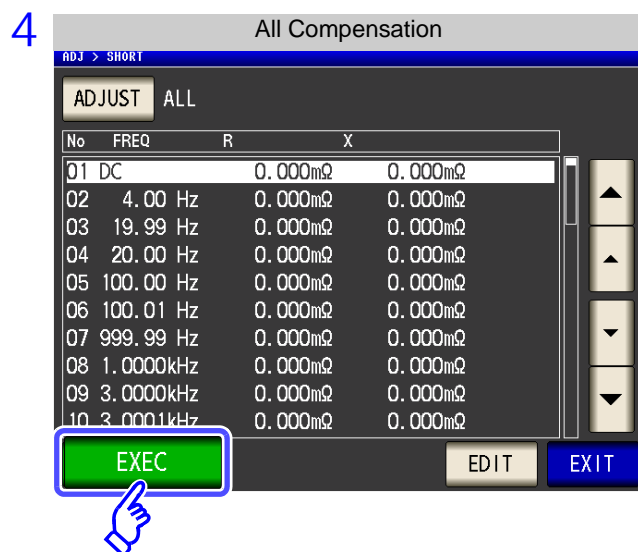 4
All Compensation
ADJ > SHORT
ADJUST ALL
No FREQ R X
01 DC 0.000mΩ 0.000mΩ
02 4.00 Hz 0.000mΩ 0.000mΩ
03 19.99 Hz 0.000mΩ 0.000mΩ
04 20.00 Hz 0.000mΩ 0.000mΩ
05 100.00 Hz 0.000mΩ 0.000mΩ
06 100.01 Hz 0.000mΩ 0.000mΩ
07 999.99 Hz 0.000mΩ 0.000mΩ
08 1.0000kHz 0.000mΩ 0.000mΩ
09 3.0000kHz 0.000mΩ 0.000mΩ
10 3.0001kHz 0.000mΩ 0.000mΩ
EXEC EDIT EXIT